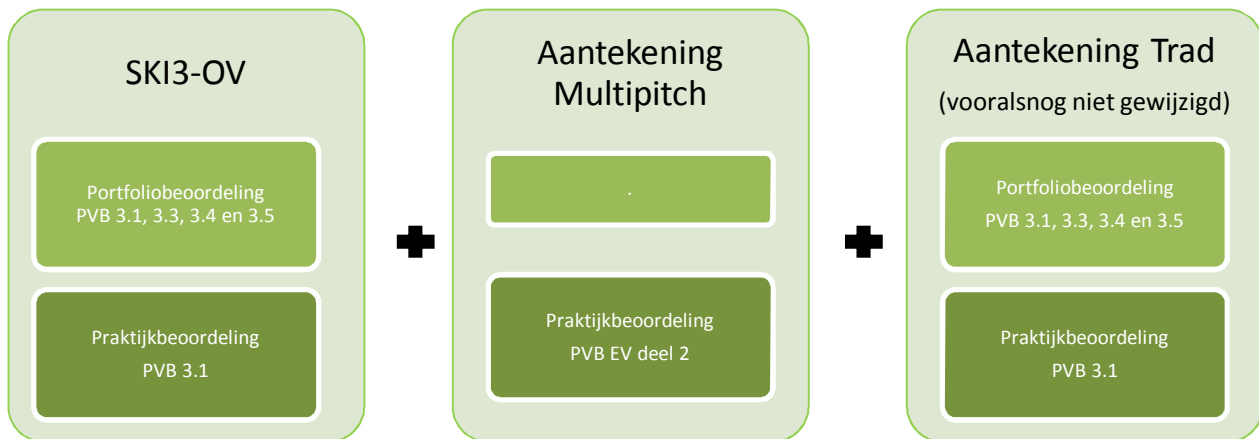 SKI3-OV
Portfoliobeoordeling
PVB 3.1, 3.3, 3.4 en 3.5
Praktijkbeoordeling
PVB 3.1
Aantekening
Multipitch
.
Praktijkbeoordeling
PVB EV deel 2
Aantekening Trad
(vooralsnog niet gewijzigd)
Portfoliobeoordeling
PVB 3.1, 3.3, 3.4 en 3.5
Praktijkbeoordeling
PVB 3.1